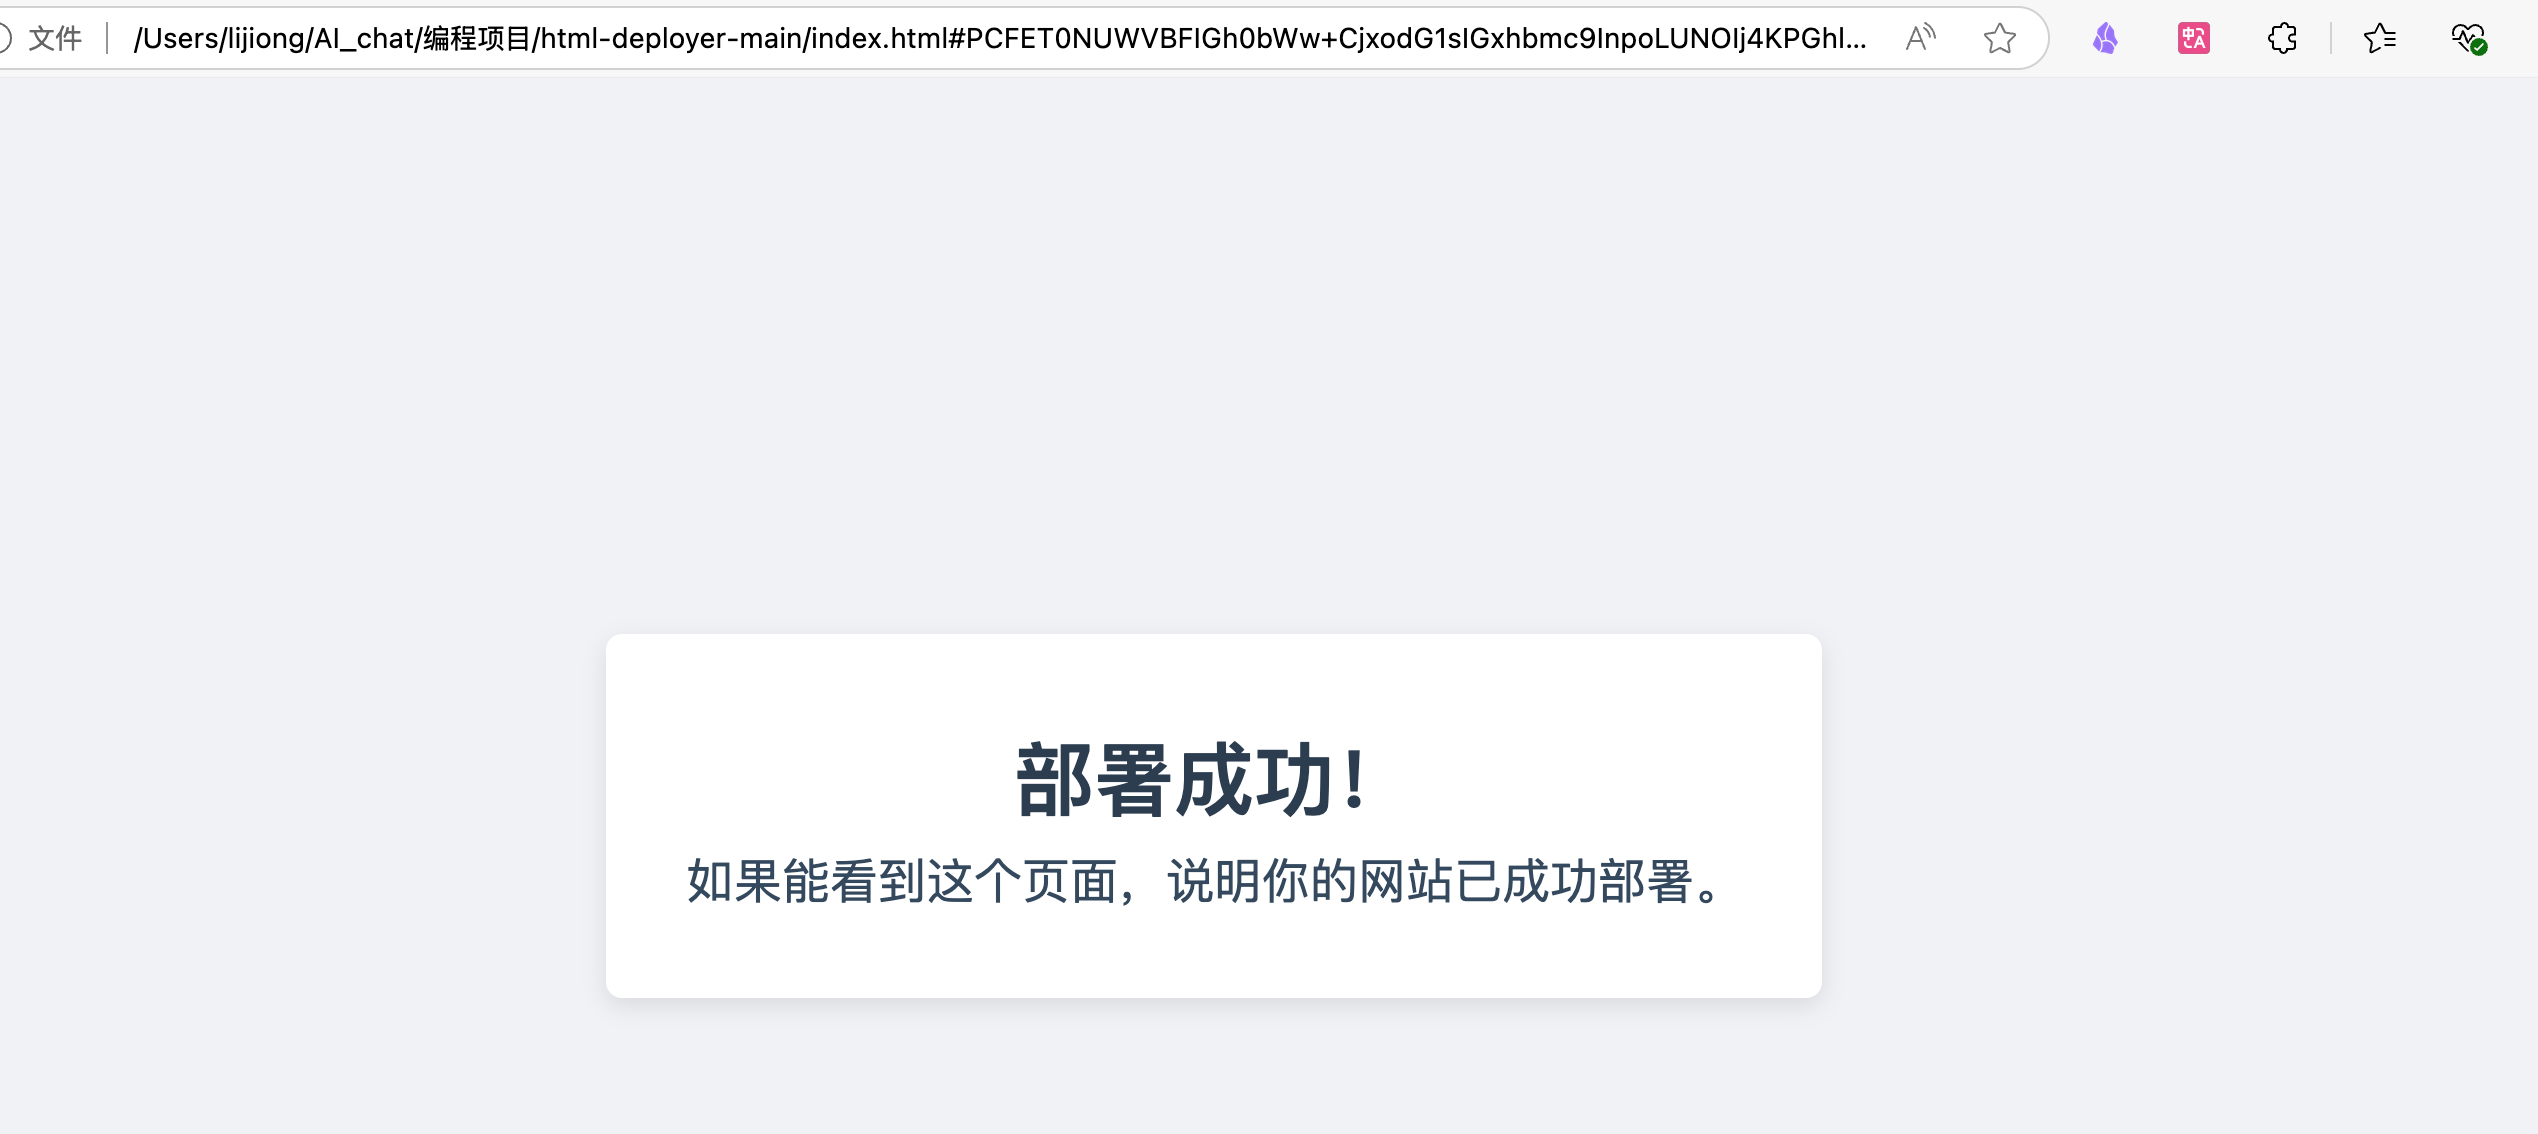 文件
/Users/lijiong/AI_chat/编程项目/html-deployer-main/index.html#PCFET0NUWVBFIGh0bWw+CjxodG1sIGxhbmc9InpoLUNOIj4KPGhl...
部署成功！
如果能看到这个页面，说明你的网站已成功部署。